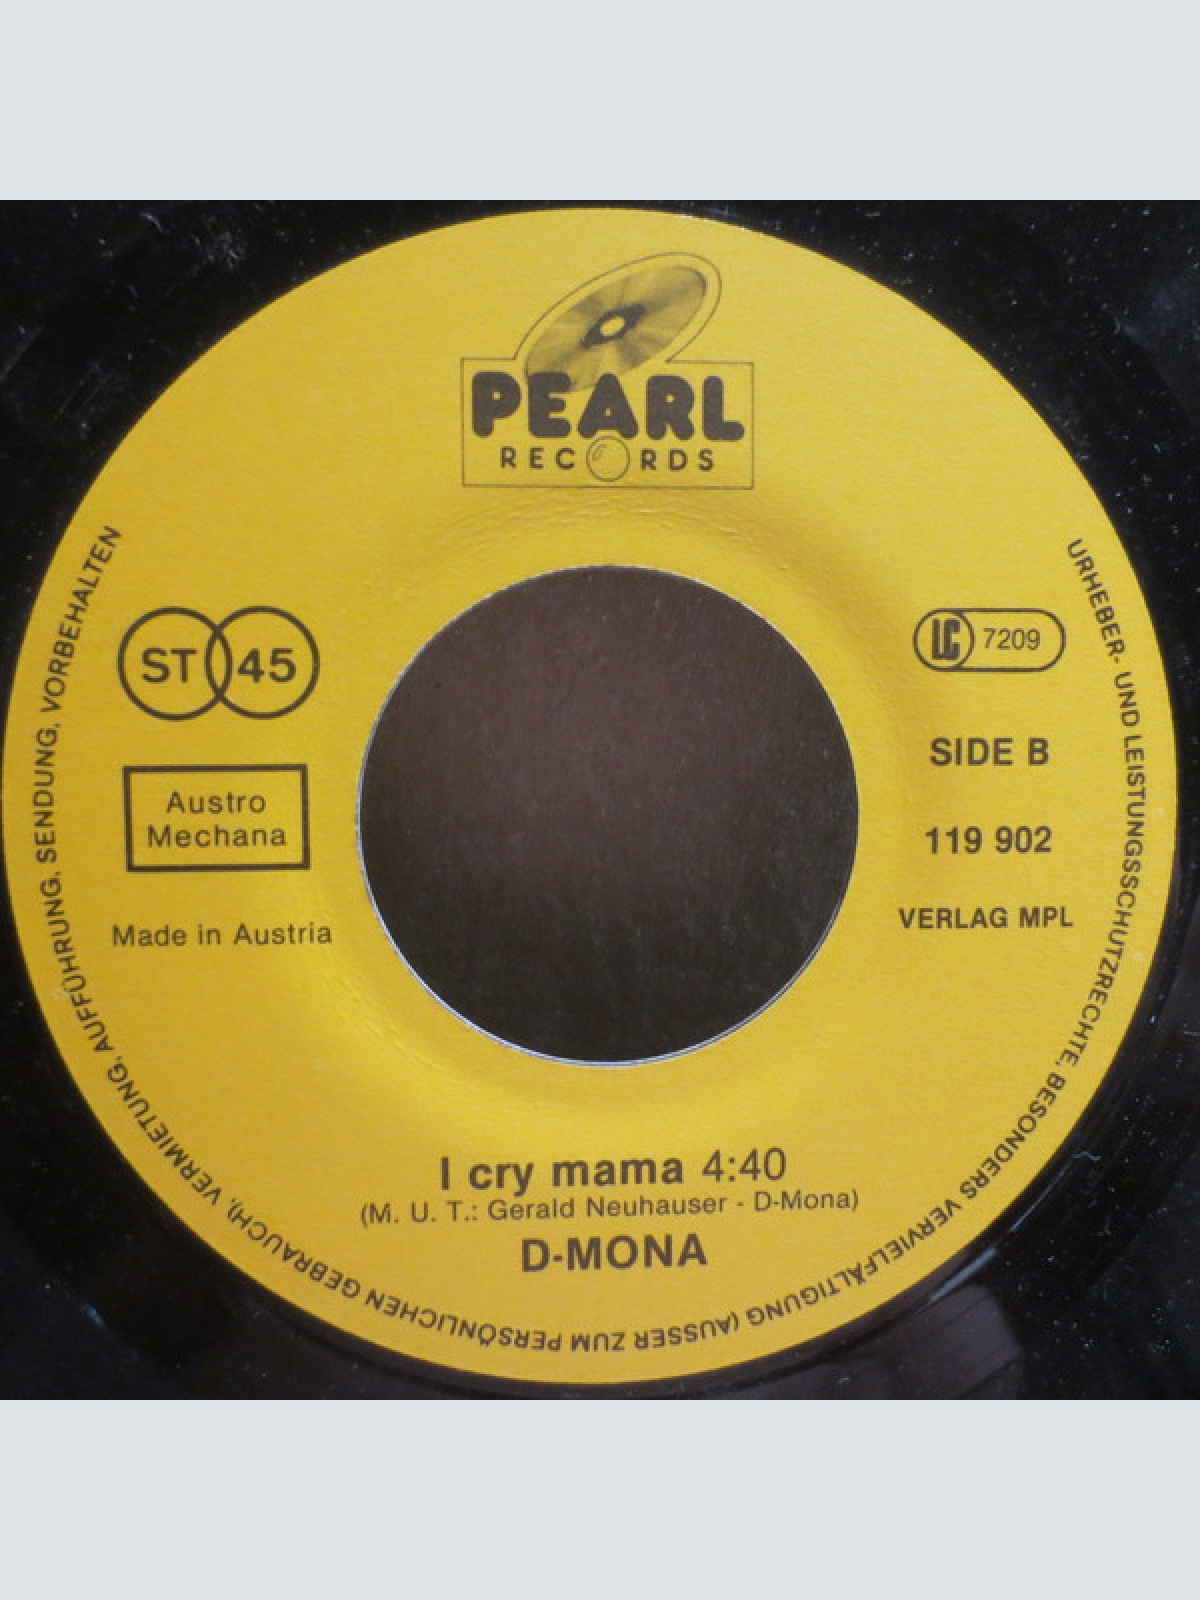 PEARL
RECORDS
ST 45
Austro
Mechana
Made in Austria
LC 7209
SIDE B
119 902
VERLAG MPL
I cry mama 4:40
(M. U. T.: Gerald Neuhauser - D-Mona)
D-MONA
URHEBER- UND LEISTUNGSSCHUTZRECHTE, BESONDERS VERVIELFÄLTIGUNG (AUSSER ZUM PERSÖNLICHEN GEBRAUCH), VERMIETUNG, AUFFÜHRUNG, SENDUNG, VORBEHALTEN